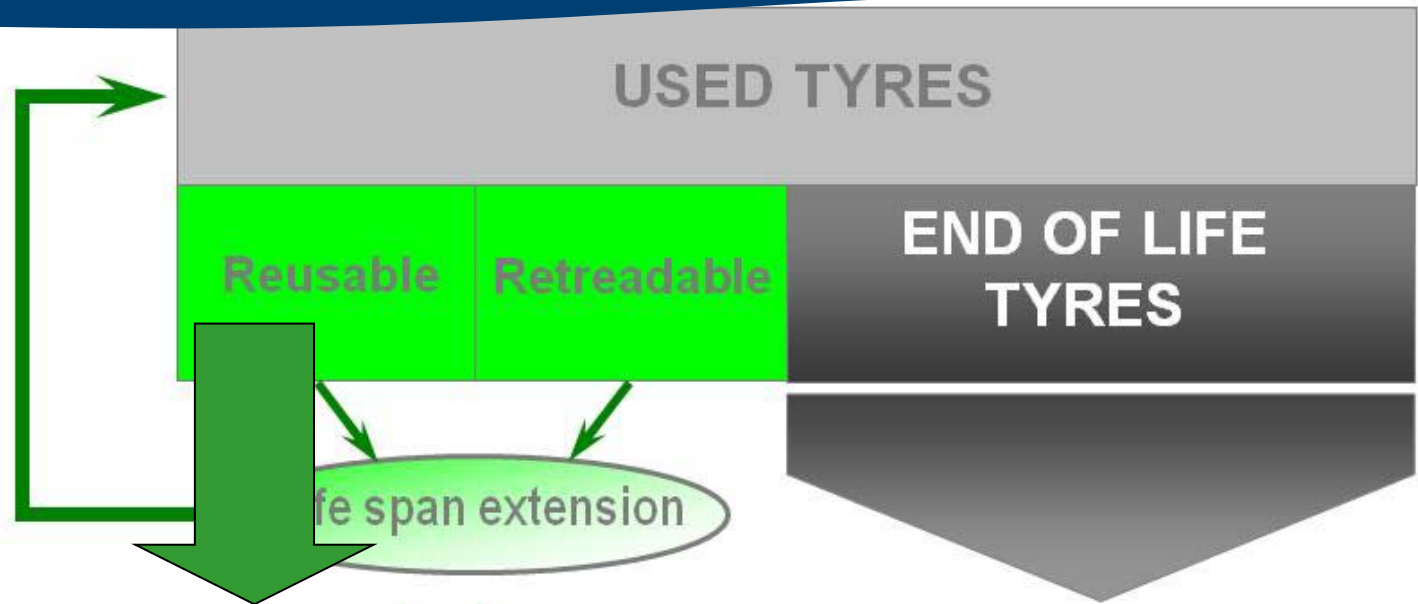 USED TYRES
Reusable
Retreadable
END OF LIFE
TYRES
fe span extension